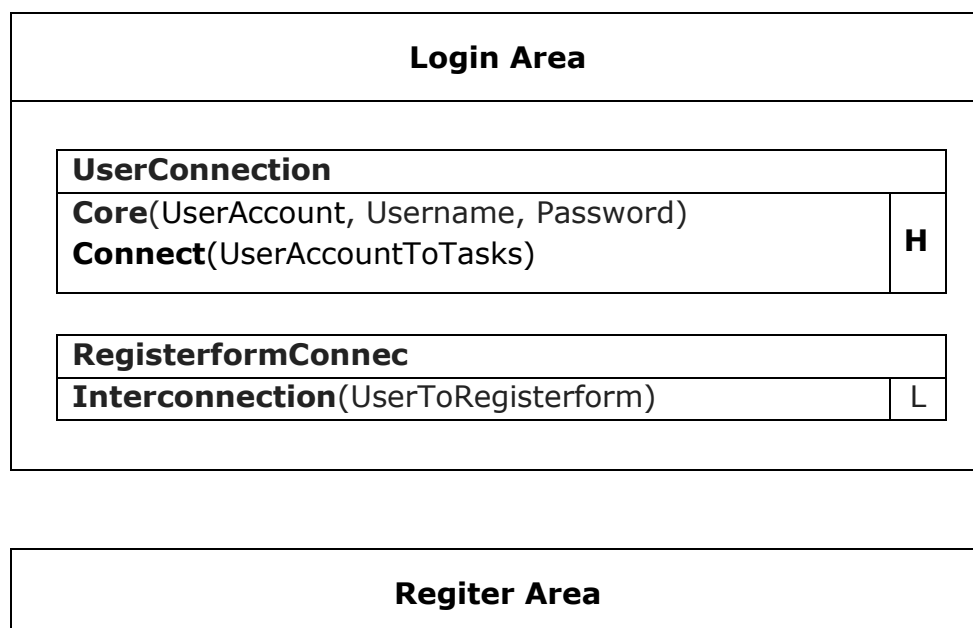 Login Area
UserConnection
Core(UserAccount, Username, Password)
Connect(UserAccountToTasks)
H
RegisterformConnec
Interconnection(UserToRegisterform)
L
Regiter Area